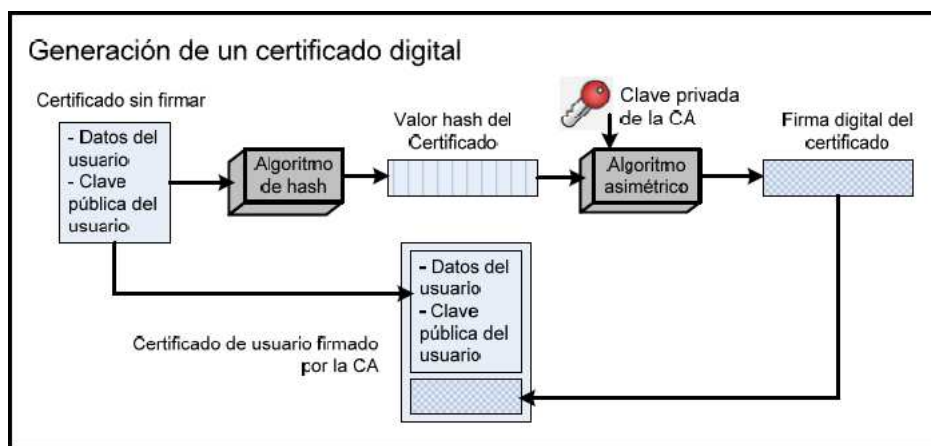 Generación de un certificado digital
Certificado sin firmar
- Datos del
usuario
- Clave
pública del
usuario
Algoritmo
de hash
Valor hash del
Certificado
Clave privada
de la CA
Algoritmo
asimétrico
Firma digital del
certificado
- Datos del
usuario
- Clave
pública del
usuario
Certificado de usuario firmado
por la CA